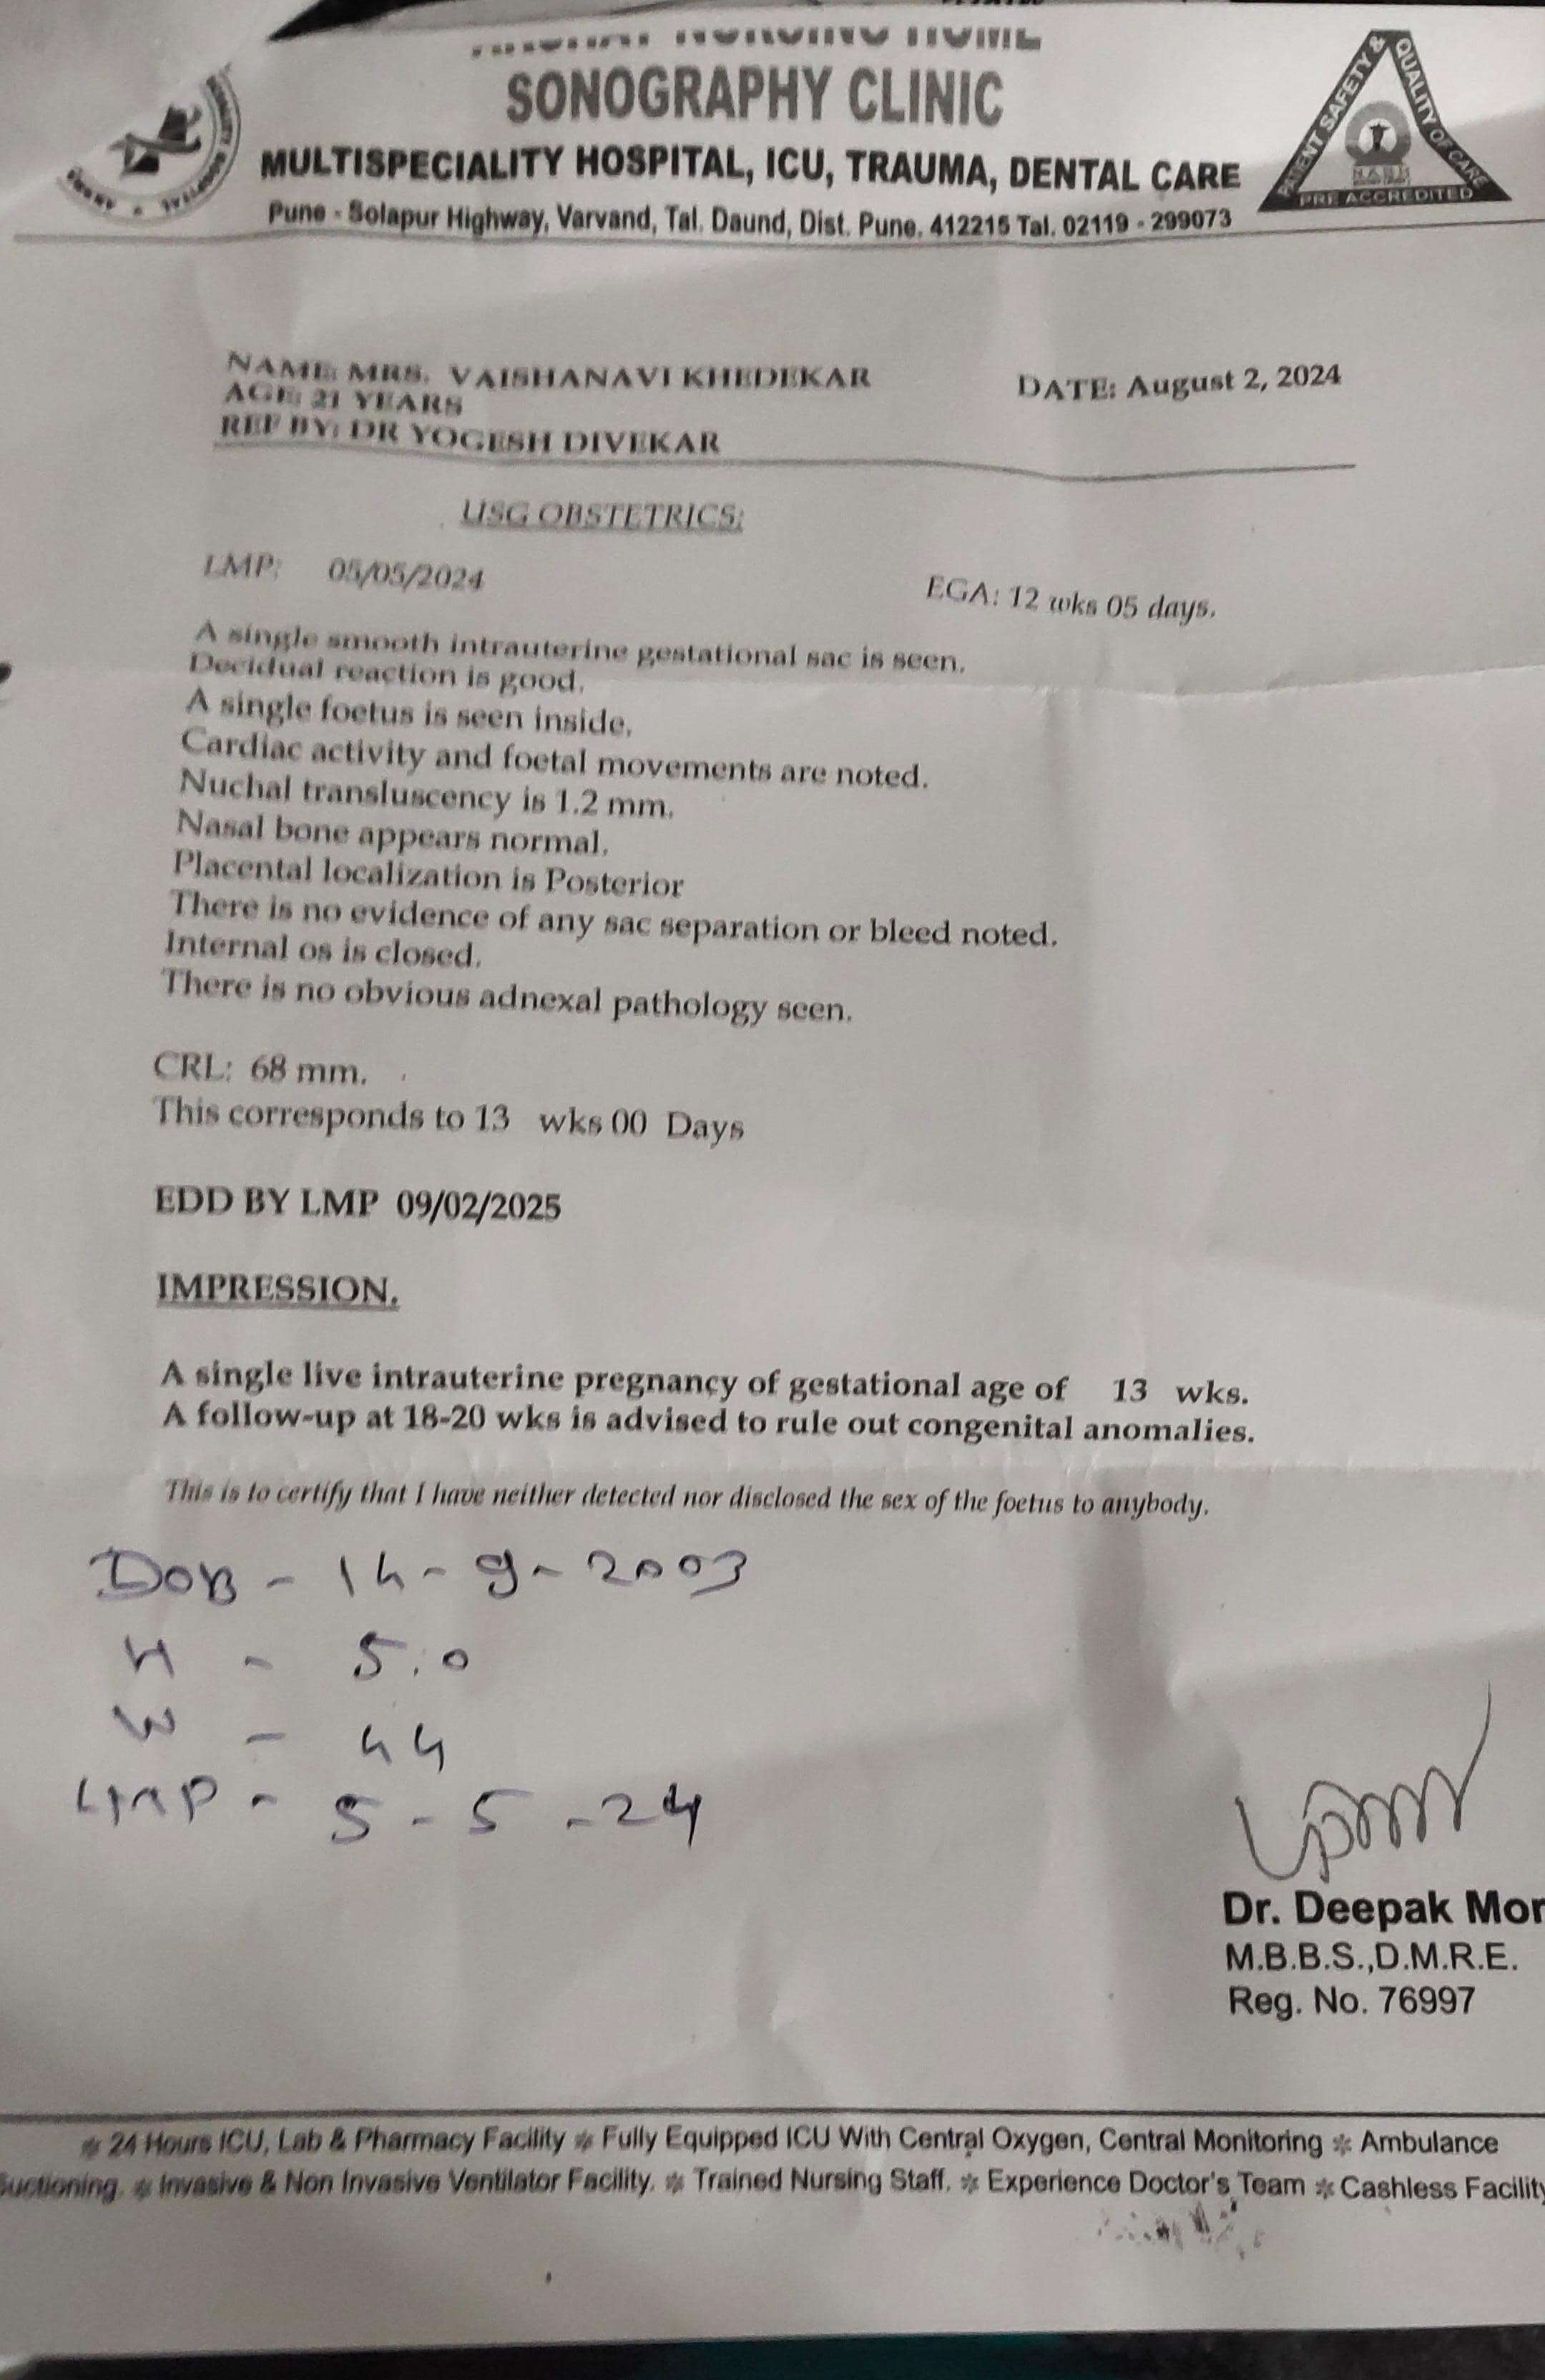 NURSING HOME
SONOGRAPHY CLINIC
MULTISPECIALITY HOSPITAL, ICU, TRAUMA, DENTAL CARE
Pune - Solapur Highway, Varvand, Tal. Daund, Dist. Pune. 412215 Tal. 02119 - 299073
PATIENT SAFETY & QUALITY OF CARE
PRE ACCREDITED
NAME: MRS. VAISHANAVI KHEDEKAR
DATE: August 2, 2024
AGE: 21 YEARS
REF BY: DR YOGESH DIVEKAR
USG OBSTETRICS:
LMP: 05/05/2024
EGA: 12 wks 05 days.
A single smooth intrauterine gestational sac is seen.
Decidual reaction is good.
A single foetus is seen inside.
Cardiac activity and foetal movements are noted.
Nuchal transluscency is 1.2 mm.
Nasal bone appears normal.
Placental localization is Posterior
There is no evidence of any sac separation or bleed noted.
Internal os is closed.
There is no obvious adnexal pathology seen.
CRL: 68 mm.
This corresponds to 13 wks 00 Days
EDD BY LMP 09/02/2025
IMPRESSION.
A single live intrauterine pregnancy of gestational age of 13 wks.
A follow-up at 18-20 wks is advised to rule out congenital anomalies.
This is to certify that I have neither detected nor disclosed the sex of the foetus to anybody.
DOB - 14-9-2003
H - 5.0
W - 44
LMP - 5-5-24
Dr. Deepak Mor
M.B.B.S.,D.M.R.E.
Reg. No. 76997
* 24 Hours ICU, Lab & Pharmacy Facility * Fully Equipped ICU With Central Oxygen, Central Monitoring * Ambulance
Suctioning. * Invasive & Non Invasive Ventilator Facility. * Trained Nursing Staff. * Experience Doctor's Team * Cashless Facility